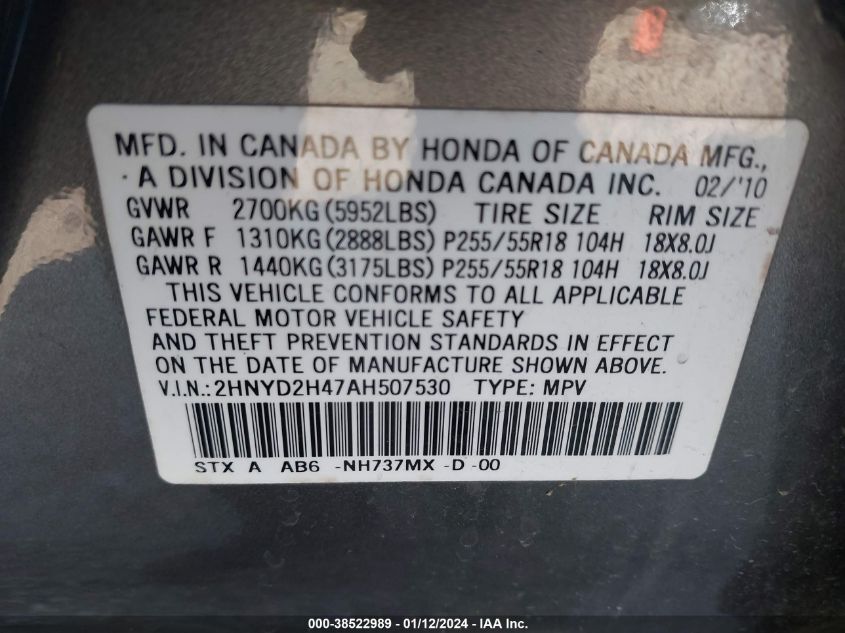 MFD. IN CANADA BY HONDA OF CANADA MFG.,
A DIVISION OF HONDA CANADA INC. 02/'10
GVWR 2700KG (5952LBS) TIRE SIZE RIM SIZE
GAWR F 1310KG (2888LBS) P255/55R18 104H 18X8.0J
GAWR R 1440KG (3175LBS) P255/55R18 104H 18X8.0J
THIS VEHICLE CONFORMS TO ALL APPLICABLE
FEDERAL MOTOR VEHICLE SAFETY
AND THEFT PREVENTION STANDARDS IN EFFECT
ON THE DATE OF MANUFACTURE SHOWN ABOVE.
V.I.N.: 2HNYD2H47AH507530 TYPE: MPV
STX A AB6 -NH737MX -D -00
000-38522989 - 01/12/2024 - IAA Inc.